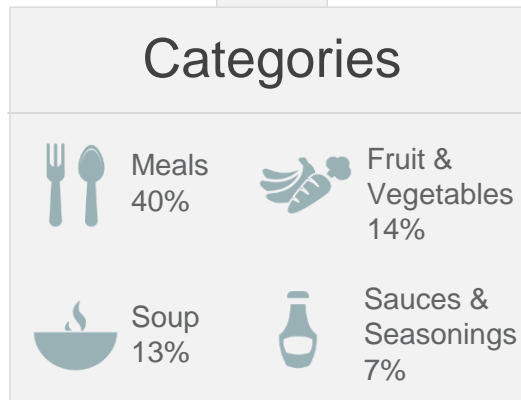 Categories
Meals
40%
Fruit &
Vegetables
14%
Soup
13%
Sauces &
Seasonings
7%